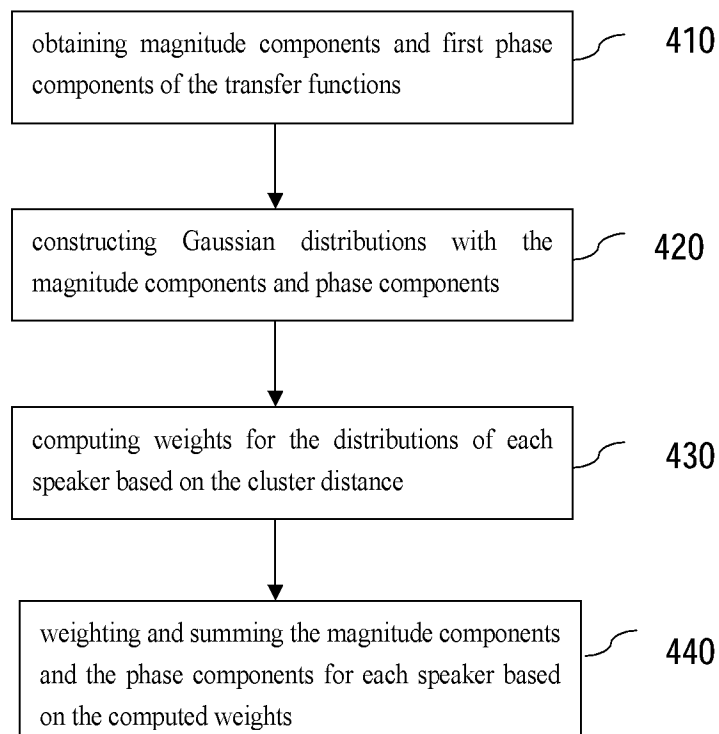 obtaining magnitude components and first phase
components of the transfer functions
410
constructing Gaussian distributions with the
magnitude components and phase components
420
computing weights for the distributions of each
speaker based on the cluster distance
430
weighting and summing the magnitude components
and the phase components for each speaker based
on the computed weights
440